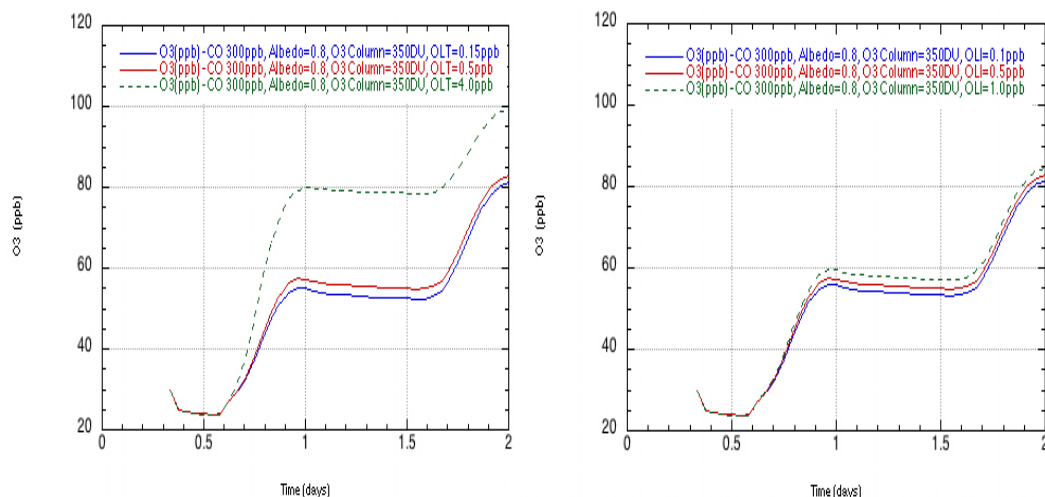 120
O3(ppb)-CO 300ppb, Albedo=0.8, O3 Column=350DU, OLT=0.15ppb
O3(ppb)-CO 300ppb, Albedo=0.8, O3 Column=350DU, OLT=0.5ppb
O3(ppb)-CO 300ppb, Albedo=0.8, O3 Column=350DU, OLT=4.0ppb
100
80
60
40
20
O3 (ppb)
0
0.5
1
1.5
2
Time (days)
120
O3(ppb)-CO 300ppb, Albedo=0.8, O3 Column=350DU, OLI=0.1ppb
O3(ppb)-CO 300ppb, Albedo=0.8, O3 Column=350DU, OLI=0.5ppb
O3(ppb)-CO 300ppb, Albedo=0.8, O3 Column=350DU, OLI=1.0ppb
100
80
60
40
20
O3 (ppb)
0
0.5
1
1.5
2
Time (days)